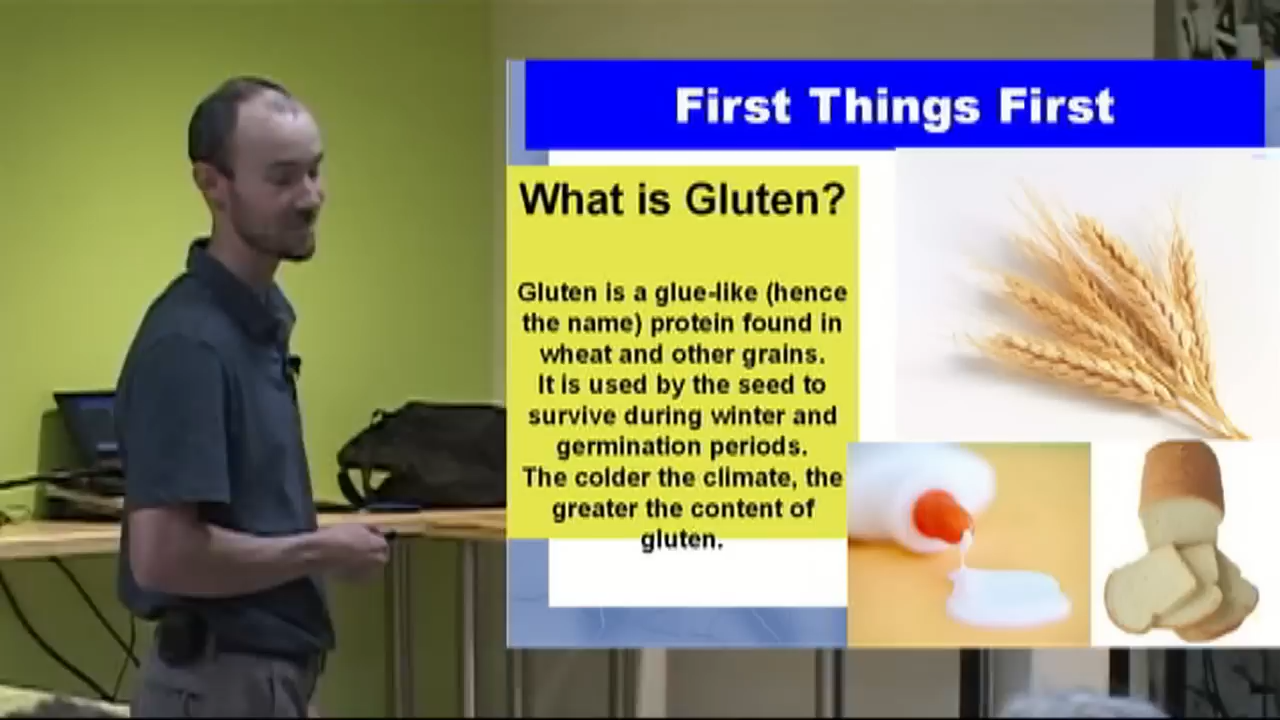 First Things First
What is Gluten?
Gluten is a glue-like (hence
the name) protein found in
wheat and other grains.
It is used by the seed to
survive during winter and
germination periods.
The colder the climate, the
greater the content of
gluten.